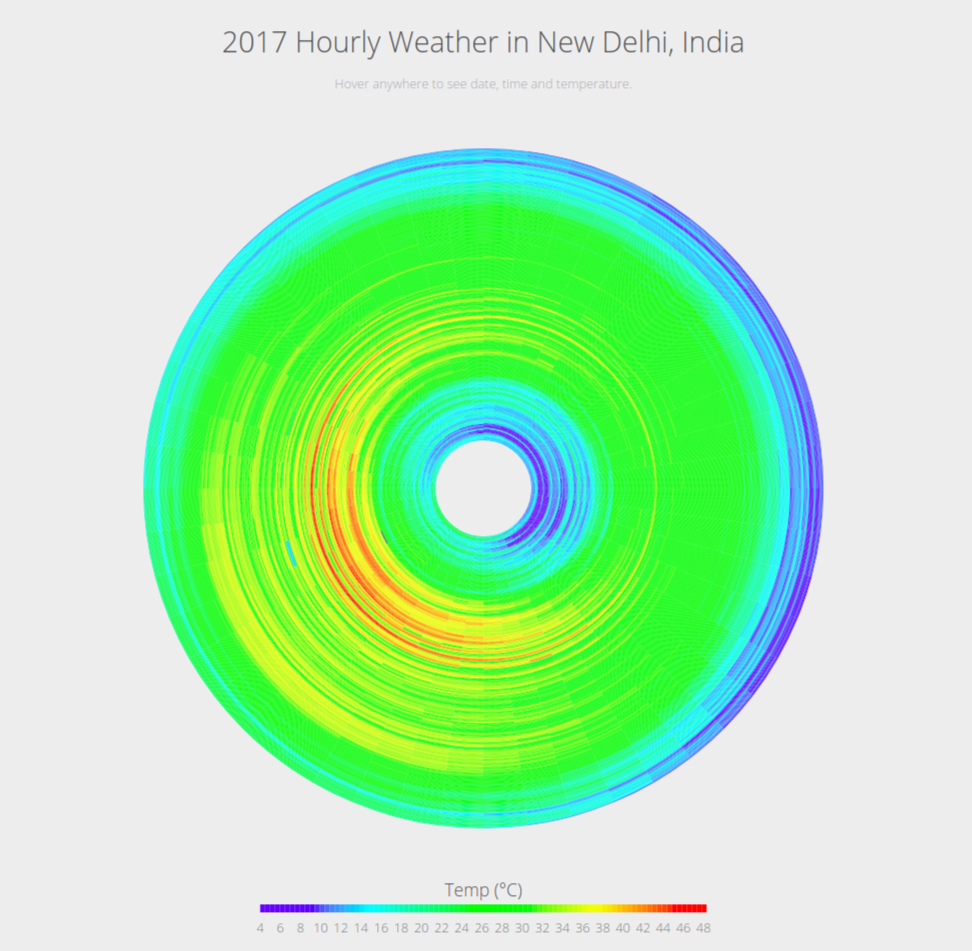 2017 Hourly Weather in New Delhi, India
Hover anywhere to see date, time and temperature.
Temp (°C)
4 6 8 10 12 14 16 18 20 22 24 26 28 30 32 34 36 38 40 42 44 46 48